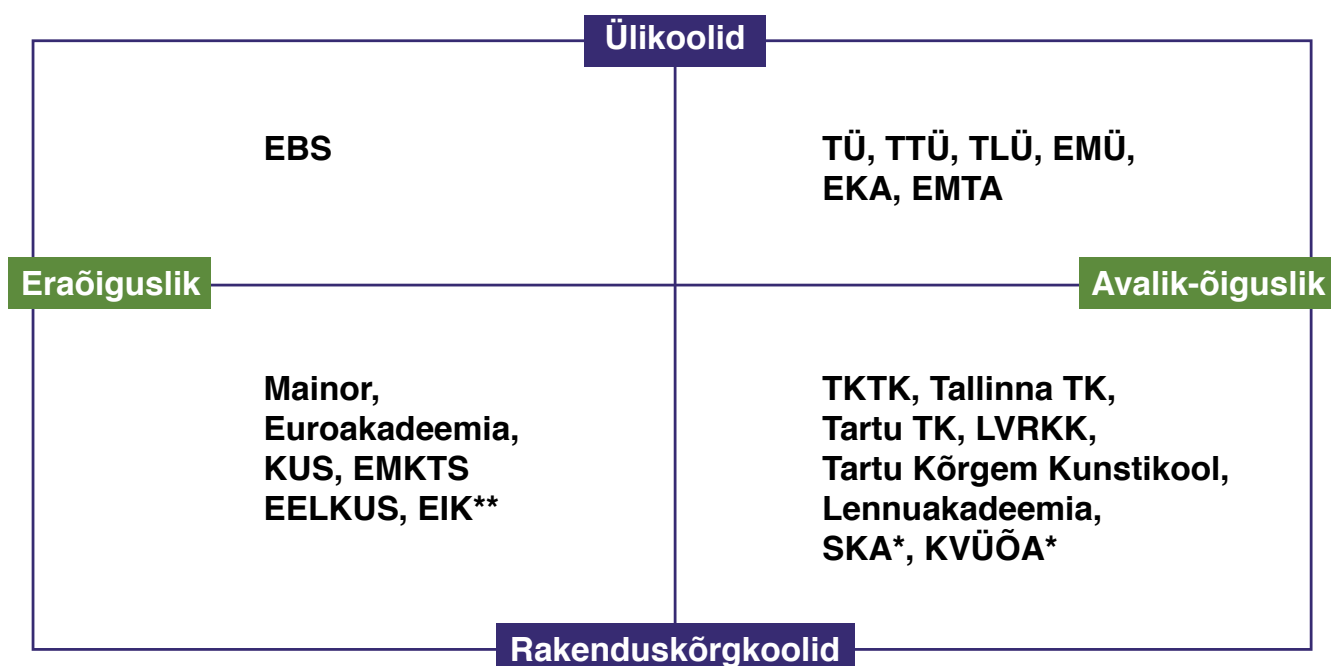 Ülikoolid
EBS
TÜ, TTÜ, TLÜ, EMÜ,
EKA, EMTA
Eraõiguslik
Avalik-õiguslik
Mainor,
Euroakadeemia,
KUS, EMKTS
EELKUS, EIK**
TKTK, Tallinna TK,
Tartu TK, LVRKK,
Tartu Kõrgem Kunstikool,
Lennuakadeemia,
SKA*, KVÜÕA*
Rakenduskõrgkoolid